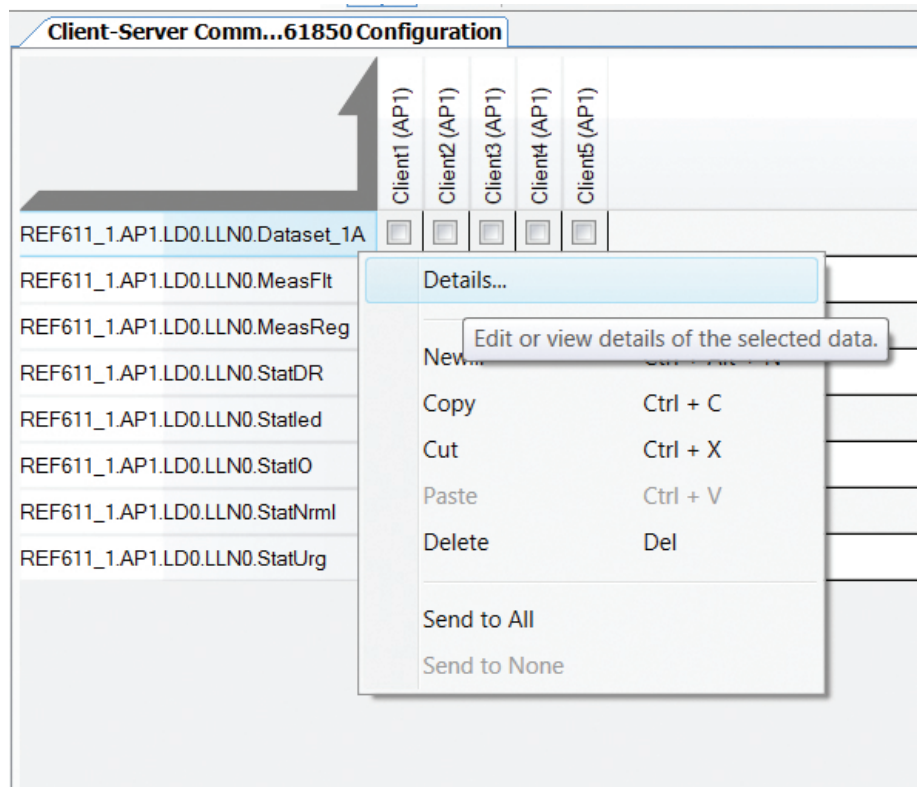 Client-Server Comm...61850 Configuration
Client1 (AP1)
Client2 (AP1)
Client3 (AP1)
Client4 (AP1)
Client5 (AP1)
REF611_1.AP1.LD0.LLN0.Dataset_1A
REF611_1.AP1.LD0.LLN0.MeasFlt
REF611_1.AP1.LD0.LLN0.MeasReg
REF611_1.AP1.LD0.LLN0.StatDR
REF611_1.AP1.LD0.LLN0.Statled
REF611_1.AP1.LD0.LLN0.StatIO
REF611_1.AP1.LD0.LLN0.StatNrml
REF611_1.AP1.LD0.LLN0.StatUrg
Details...
Edit or view details of the selected data.
New... Ctrl + Alt + N
Copy Ctrl + C
Cut Ctrl + X
Paste Ctrl + V
Delete Del
Send to All
Send to None